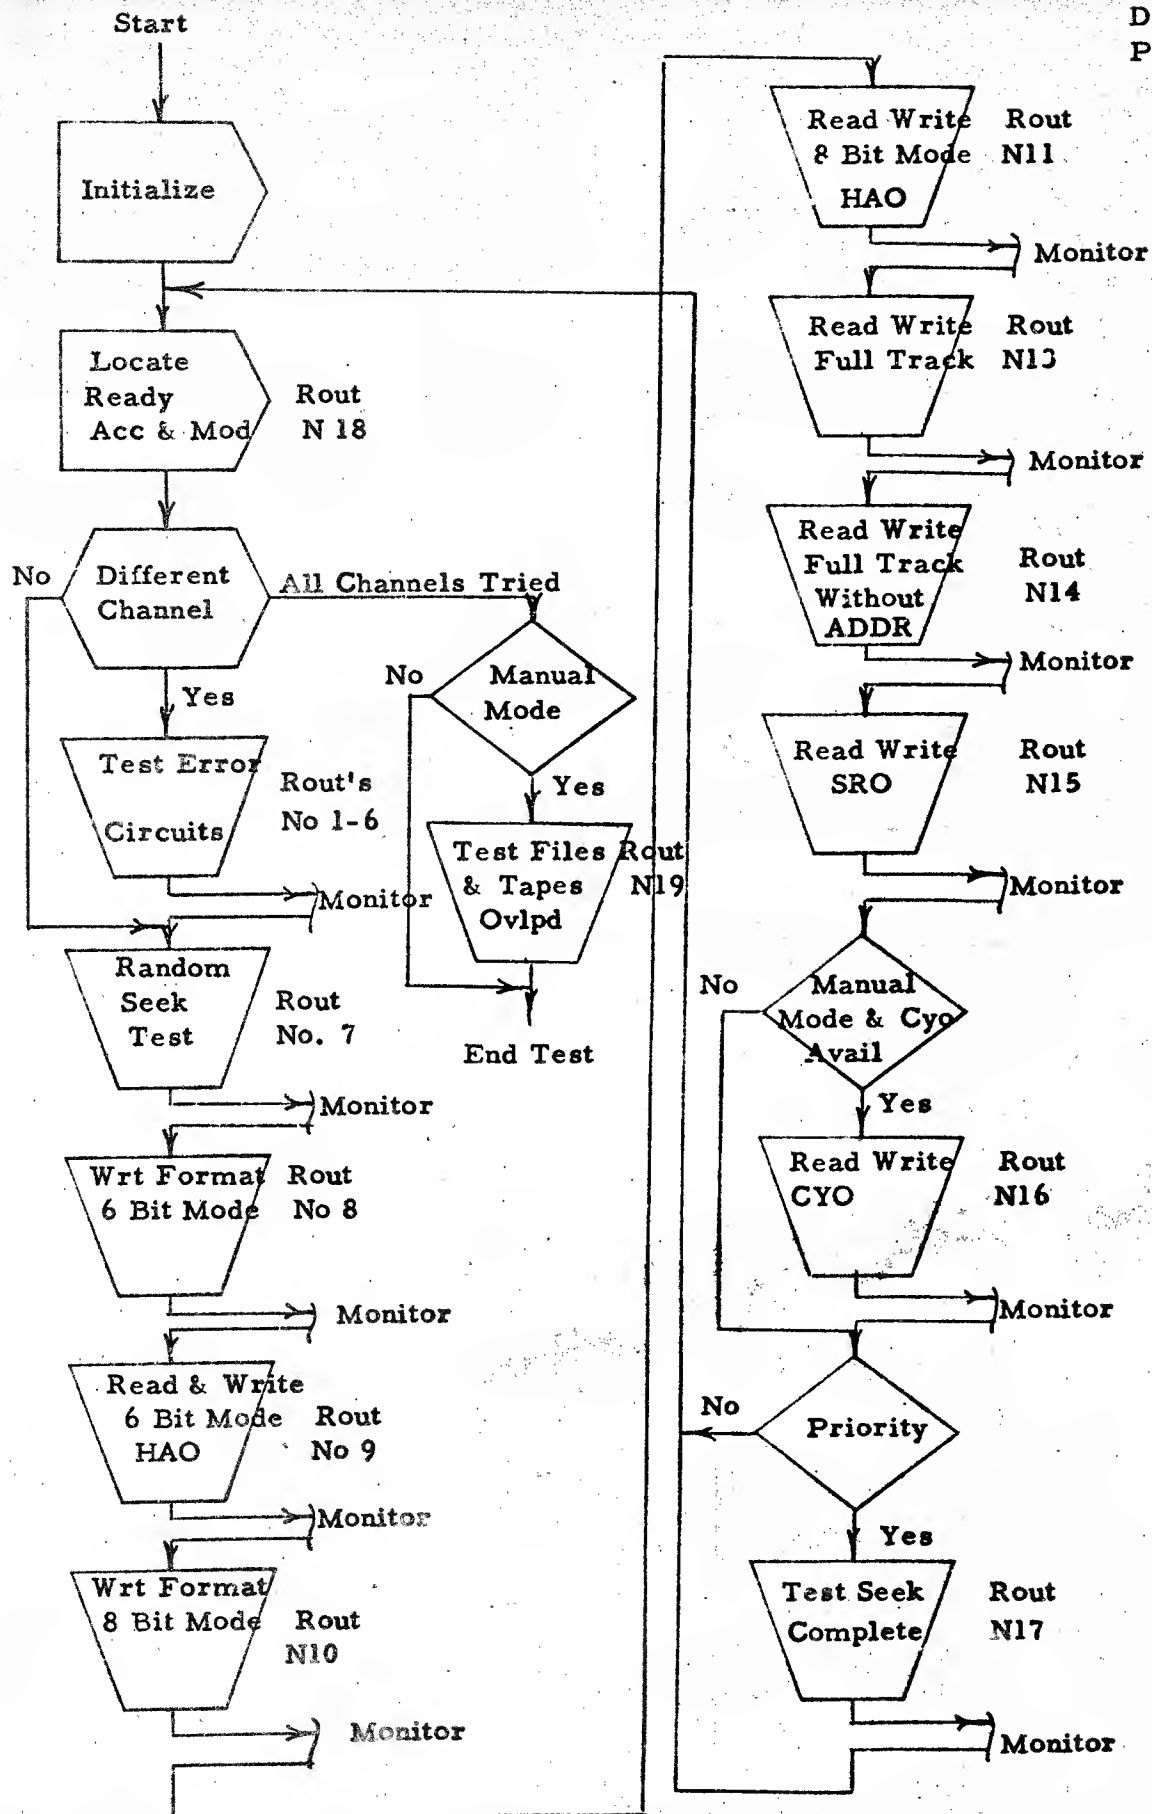 Start
Initialize
Locate
Ready
Acc & Mod
Rout
N 18
No
Different
Channel
All Channels Tried
Yes
Test Error
Circuits
Rout's
No 1-6
Monitor
No
Manual
Mode
Yes
Test Files
& Tapes
Ovlpd
Rout
N19
End Test
Random
Seek
Test
Rout
No. 7
Monitor
Wrt Format
6 Bit Mode
Rout
No 8
Monitor
Read & Write
6 Bit Mode
HAO
Rout
No 9
Monitor
Wrt Format
8 Bit Mode
Rout
N10
Monitor
D
P
Read Write
8 Bit Mode
HAO
Rout
N11
Monitor
Read Write
Full Track
Rout
N13
Monitor
Read Write
Full Track
Without
ADDR
Rout
N14
Monitor
Read Write
SRO
Rout
N15
Monitor
No
Manual
Mode & Cyo
Avail
Yes
Read Write
CYO
Rout
N16
Monitor
No
Priority
Yes
Test Seek
Complete
Rout
N17
Monitor